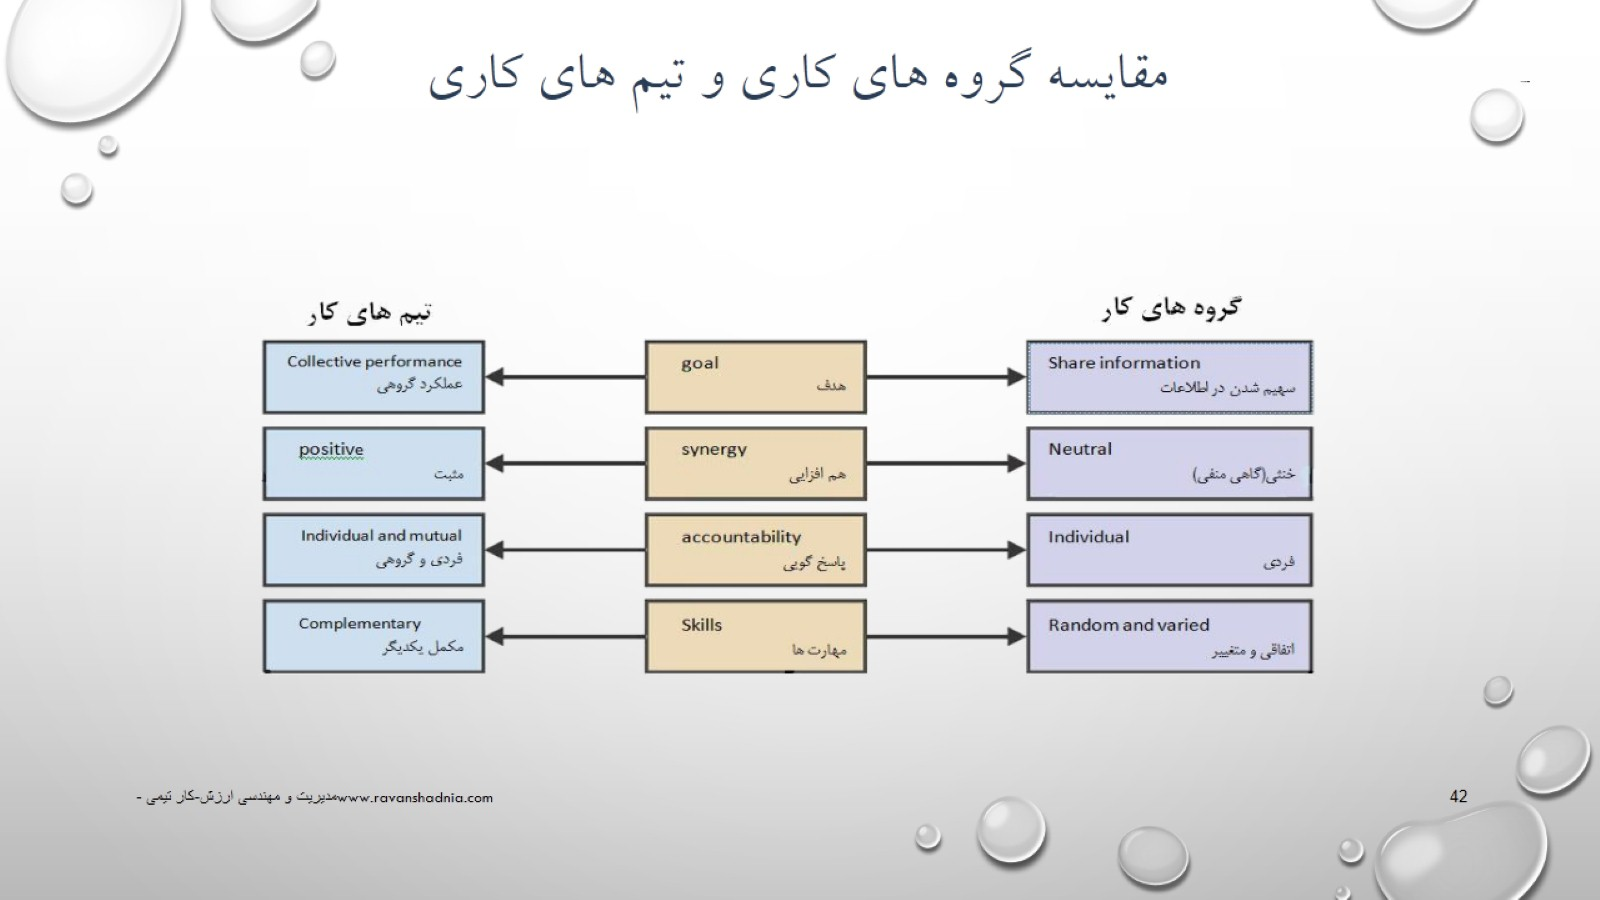 مقایسه گروه های کاری و تیم های کاری
گروه های کار
تیم های کار
Collective performance
عملکرد گروهی
goal
هدف
Share information
سهیم شدن در اطلاعات
positive
مثبت
synergy
هم افزایی
Neutral
خنثی(گاهی منفی)
Individual and mutual
فردی و گروهی
accountability
پاسخ گویی
Individual
فردی
Complementary
مکمل یکدیگر
Skills
مهارت ها
Random and varied
اتفاقی و متغییر
مدیریت و مهندسی ارزش-کار تیمی - www.ravanshadnia.com
42